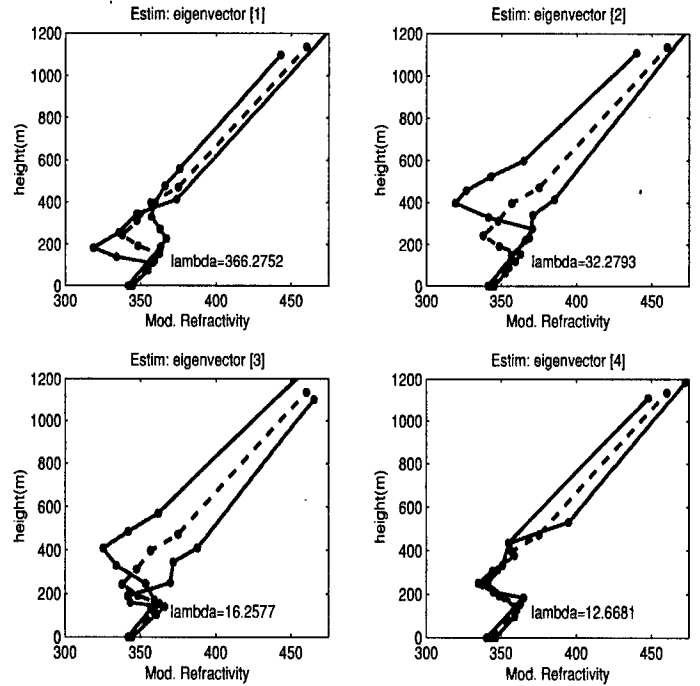 Estim: eigenvector [1]
1200
1000
800
600
400
200
0
height(m)
lambda=366.2752
300 350 400 450
Mod. Refractivity
Estim: eigenvector [2]
1200
1000
800
600
400
200
0
height(m)
lambda=32.2793
300 350 400 450
Mod. Refractivity
Estim: eigenvector [3]
1200
1000
800
600
400
200
0
height(m)
lambda=16.2577
300 350 400 450
Mod. Refractivity
Estim: eigenvector [4]
1200
1000
800
600
400
200
0
height(m)
lambda=12.6681
300 350 400 450
Mod. Refractivity